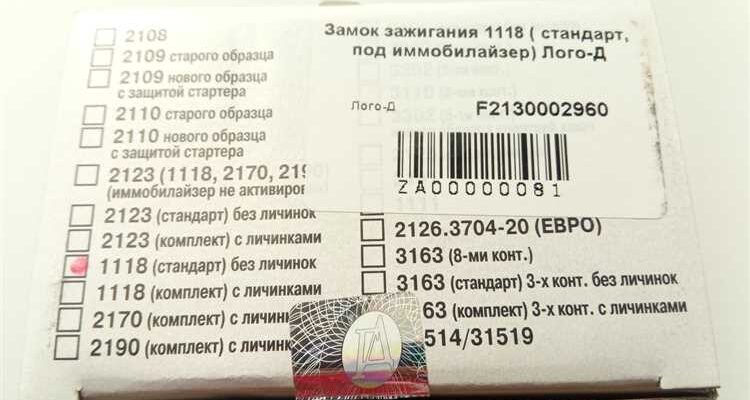 2108
2109 старого образца
2109 нового образца
с защитой стартера
2110 старого образца
2110 нового образца
с защитой стартера
2123 (1118, 2170, 219
(иммобилайзер не активиров
2123 (стандарт) без личинок
2123 (комплект) с личинками
1118 (стандарт) без личинок
1118 (комплект) с личинками
2170 (комплект) с личинками
2190 (комплект) с личинк
Замок зажигания 1118 ( стандарт,
под иммобилайзер) Лого-Д
Лого-Д
F2130002960
ZA00000081
2126.3704-20 (ЕВРО)
3163 (8-ми конт.)
3163 (стандарт) 3-х конт. без личинок
63 (комплект) 3-х конт. с личинками
514/31519